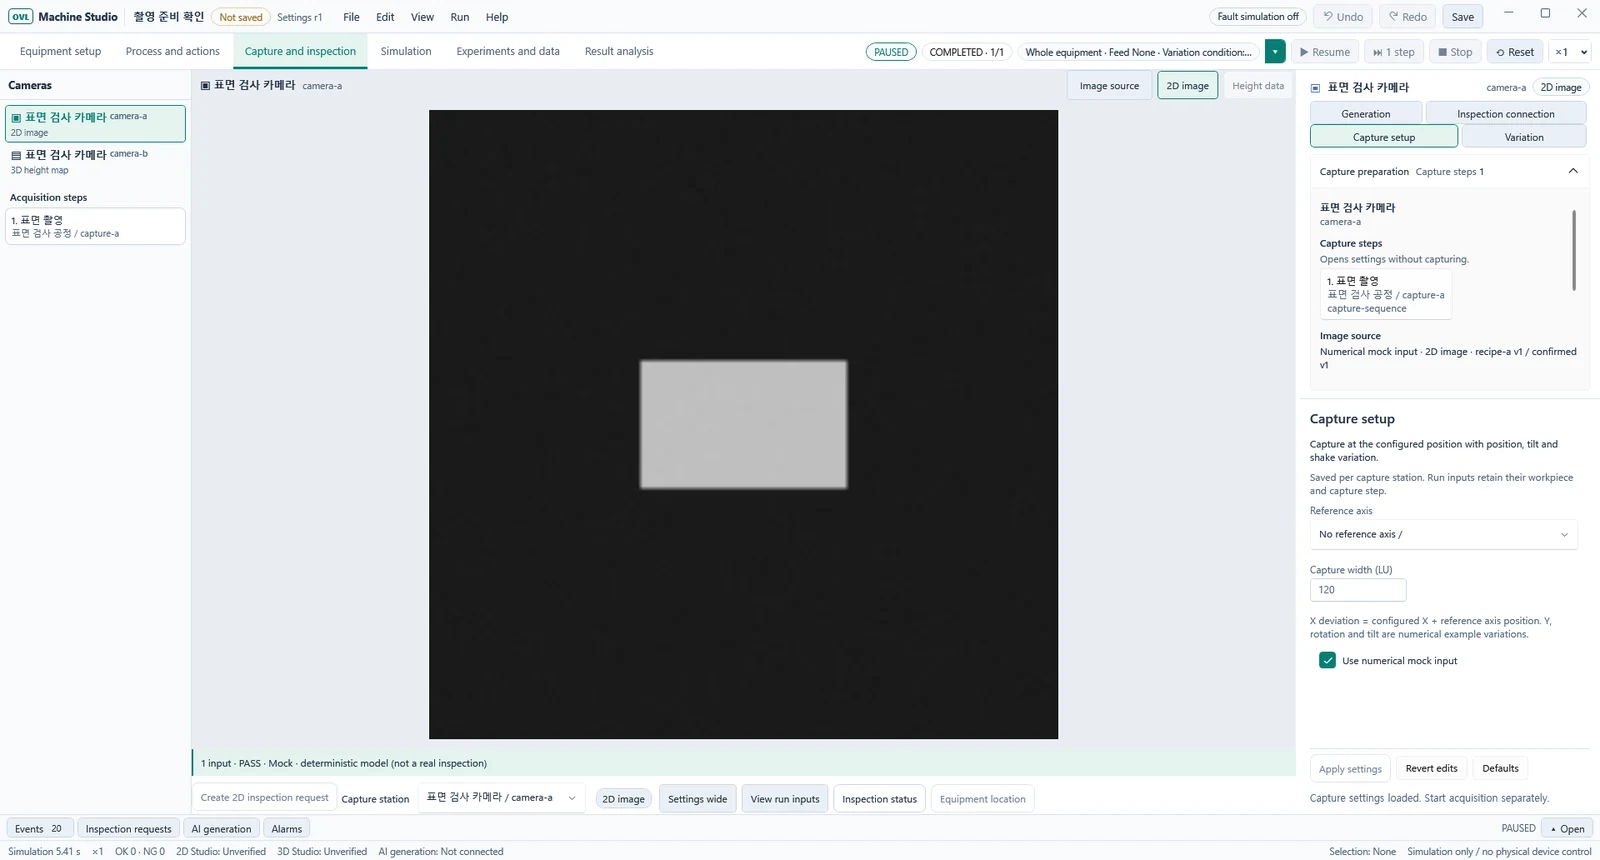 OVL Machine Studio 촬영 준비 확인 Not saved Settings r1 File Edit View Run Help Fault simulation off Undo Redo Save
Equipment setup Process and actions Capture and inspection Simulation Experiments and data Result analysis PAUSED COMPLETED · 1/1 Whole equipment · Feed None · Variation condition:... Resume 1 step Stop Reset ×1
Cameras
표면 검사 카메라 camera-a
2D image
표면 검사 카메라 camera-b
3D height map
Acquisition steps
1. 표면 촬영
표면 검사 공정 / capture-a
표면 검사 카메라 camera-a Image source 2D image Height data
표면 검사 카메라 camera-a 2D image
Generation Inspection connection
Capture setup Variation
Capture preparation Capture steps 1
표면 검사 카메라
camera-a
Capture steps
Opens settings without capturing.
1. 표면 촬영
표면 검사 공정 / capture-a
capture-sequence
Image source
Numerical mock input · 2D image · recipe-a v1 / confirmed
v1
Capture setup
Capture at the configured position with position, tilt and
shake variation.
Saved per capture station. Run inputs retain their workpiece
and capture step.
Reference axis
No reference axis /
Capture width (LU)
120
X deviation = configured X + reference axis position. Y,
rotation and tilt are numerical example variations.
Use numerical mock input
Apply settings Revert edits Defaults
Capture settings loaded. Start acquisition separately.
1 input · PASS · Mock · deterministic model (not a real inspection)
Create 2D inspection request Capture station 표면 검사 카메라 / camera-a 2D image Settings wide View run inputs Inspection status Equipment location
Events 20 Inspection requests AI generation Alarms PAUSED Open
Simulation 5.41 s ×1 OK 0 · NG 0 2D Studio: Unverified 3D Studio: Unverified AI generation: Not connected Selection: None Simulation only / no physical device control